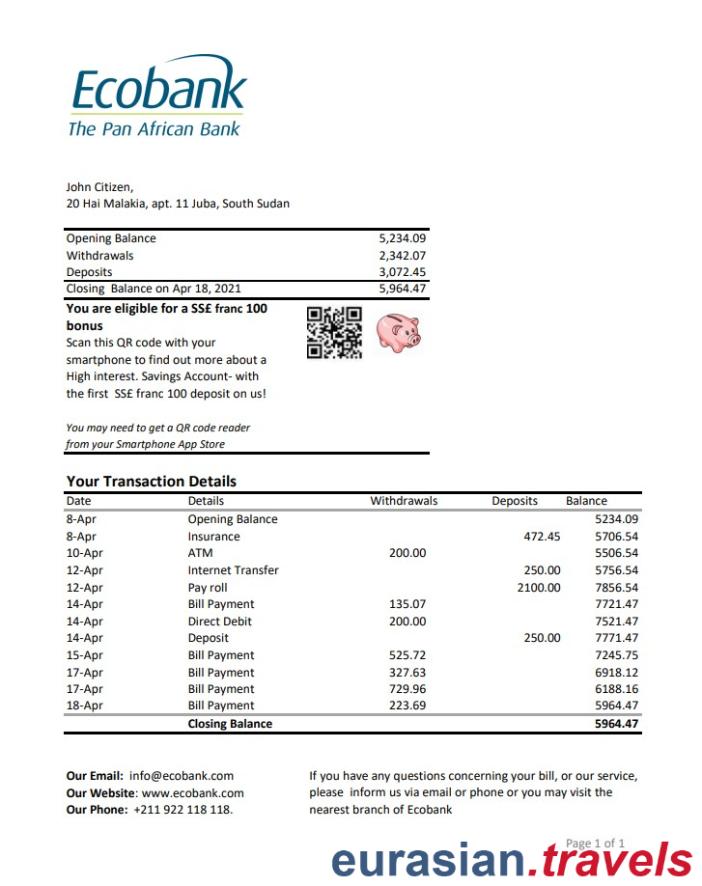 Ecobank
The Pan African Bank
John Citizen,
20 Hai Malakia, apt. 11 Juba, South Sudan
Opening Balance 5,234.09
Withdrawals 2,342.07
Deposits 3,072.45
Closing Balance on Apr 18, 2021 5,964.47
You are eligible for a SS£ franc 100
bonus
Scan this QR code with your
smartphone to find out more about a
High interest. Savings Account- with
the first SS£ franc 100 deposit on us!
You may need to get a QR code reader
from your Smartphone App Store
Your Transaction Details
Date Details Withdrawals Deposits Balance
8-Apr Opening Balance 5234.09
8-Apr Insurance 472.45 5706.54
10-Apr ATM 200.00 5506.54
12-Apr Internet Transfer 250.00 5756.54
12-Apr Pay roll 2100.00 7856.54
14-Apr Bill Payment 135.07 7721.47
14-Apr Direct Debit 200.00 7521.47
14-Apr Deposit 250.00 7771.47
15-Apr Bill Payment 525.72 7245.75
17-Apr Bill Payment 327.63 6918.12
17-Apr Bill Payment 729.96 6188.16
18-Apr Bill Payment 223.69 5964.47
Closing Balance 5964.47
Our Email: info@ecobank.com
Our Website: www.ecobank.com
Our Phone: +211 922 118 118.
If you have any questions concerning your bill, or our service,
please inform us via email or phone or you may visit the
nearest branch of Ecobank
Page 1 of 1
eurasian.travels